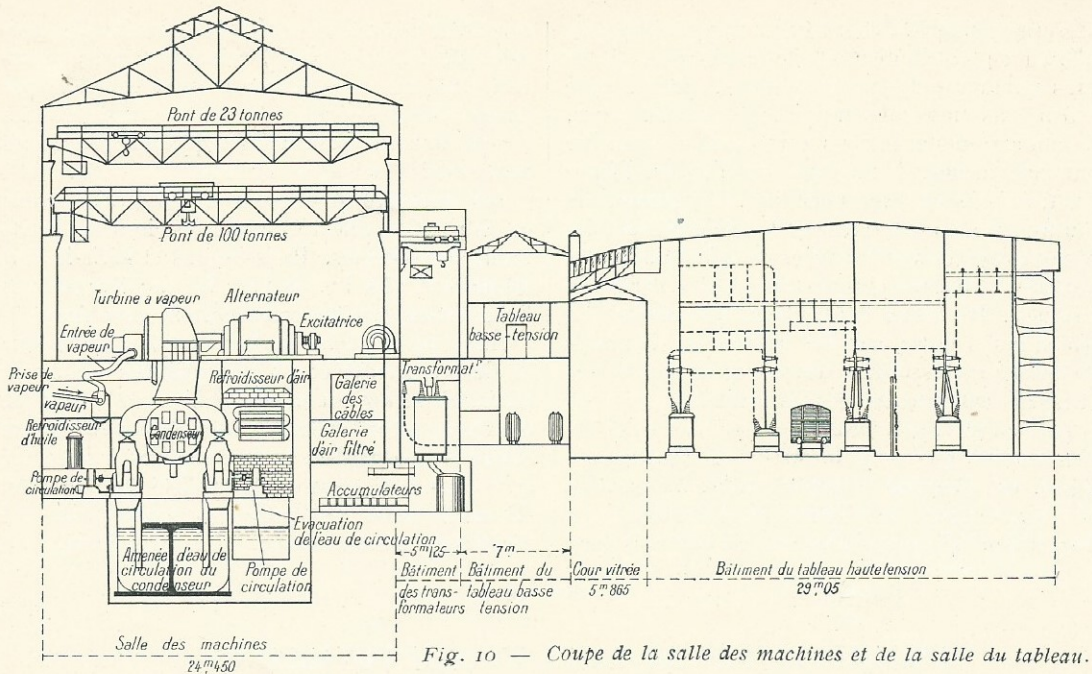 Pont de 23 tonnes
Pont de 100 tonnes
Turbine a vapeur
Alternateur
Excitatrice
Entrée de
vapeur
Prise de
vapeur
vapeur
Refroidisseur
d'huile
Pompe de
circulation
Condenseur
Refroidisseur d'air
Galerie
des
câbles
Galerie
d'air filtré
Accumulateurs
Transformatr
Tableau
basse-tension
Evacuation
de l'eau de circulation
Amenée d'eau de
circulation du
condenseur
Pompe de
circulation
5m125
7m
Bâtiment
des trans-
formateurs
Bâtiment du
tableau basse
tension
Cour vitrée
5m865
Bâtiment du tableau haute tension
29m05
Salle des machines
24m450
Fig. 10 — Coupe de la salle des machines et de la salle du tableau.